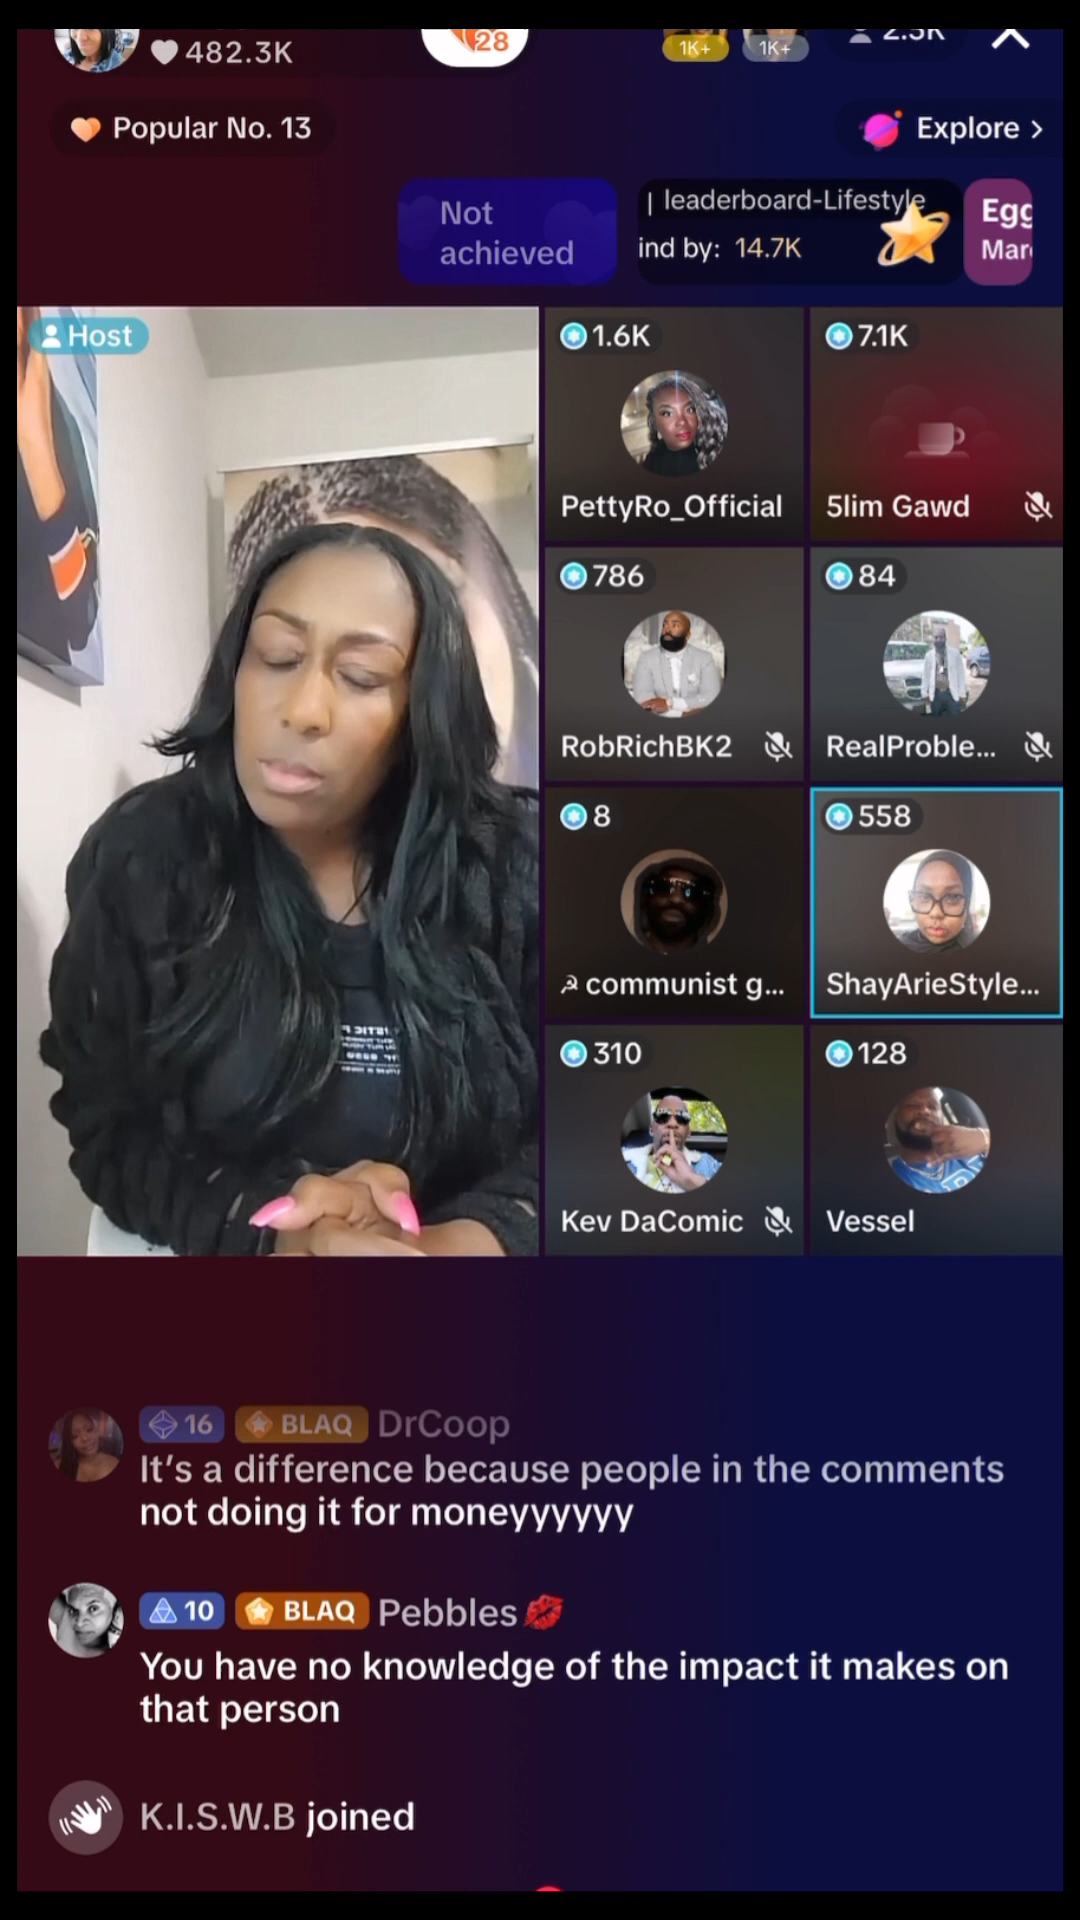 482.3K
28
1K+
1K+
Popular No. 13
Explore >
Not
achieved
| leaderboard-Lifestyle
ind by: 14.7K
Egg
Host
1.6K
PettyRo_Official
7.1K
5lim Gawd
786
RobRichBK2
84
RealProble...
8
☭ communist g...
558
ShayArieStyle...
310
Kev DaComic
128
Vessel
16 BLAQ DrCoop
It's a difference because people in the comments
not doing it for moneyyyyyy
10 BLAQ Pebbles💋
You have no knowledge of the impact it makes on
that person
K.I.S.W.B joined